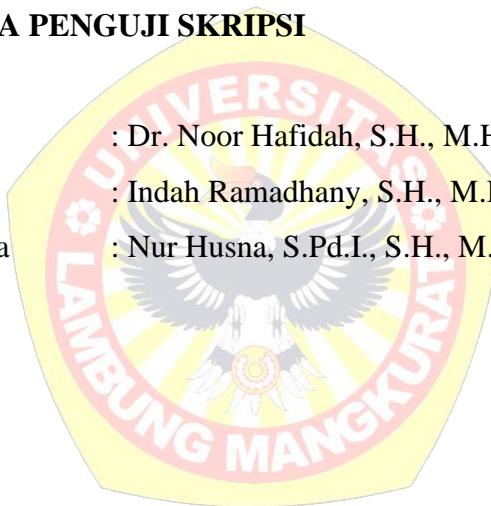 A PENGUJI SKRIPSI
: Dr. Noor Hafidah, S.H., M.H
: Indah Ramadhany, S.H., M.
a : Nur Husna, S.Pd.I., S.H., M.
UNIVERSITAS
LAMBUNG MANGKURAT